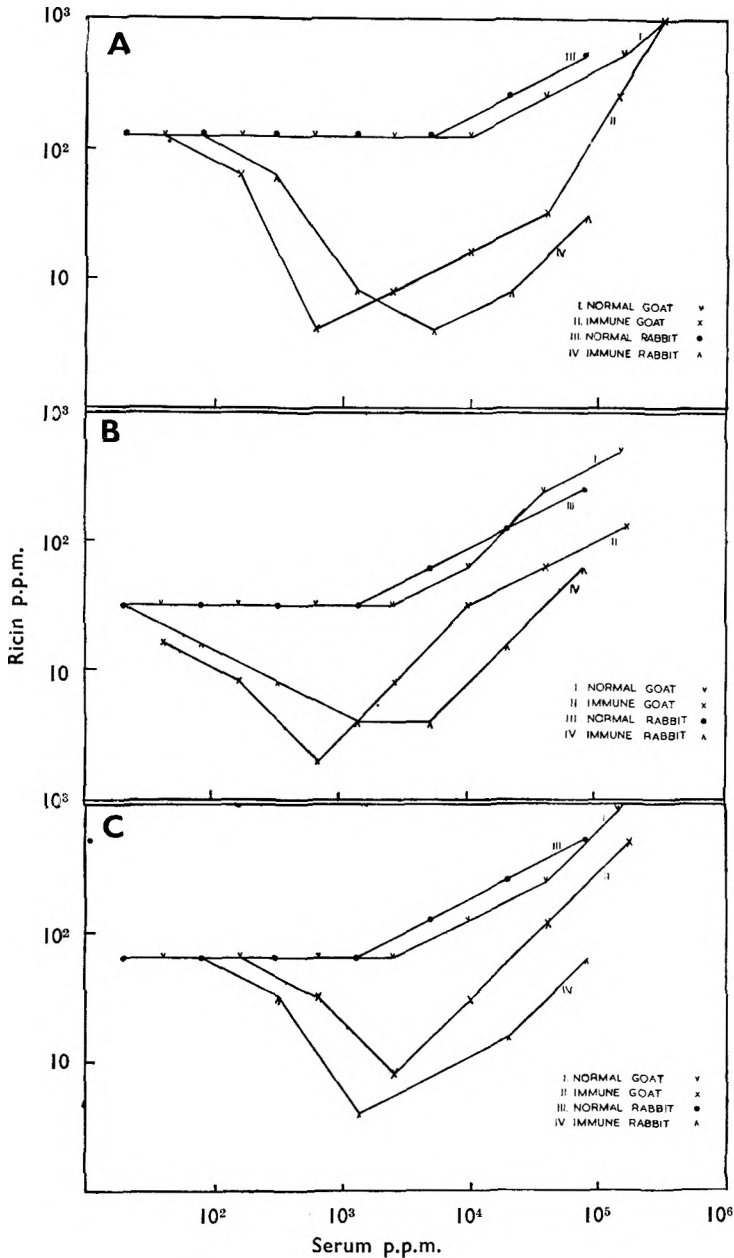 10³
A
III
I
II
10²
10
IV
I. NORMAL GOAT v
II. IMMUNE GOAT x
III. NORMAL RABBIT •
IV IMMUNE RABBIT ʌ
10³
B
I
III
II
10²
IV
10
I NORMAL GOAT v
II IMMUNE GOAT x
III NORMAL RABBIT •
IV IMMUNE RABBIT ʌ
Ricin p.p.m.
10³
C
I
III
II
10²
IV
10
I. NORMAL GOAT v
II IMMUNE GOAT x
III. NORMAL RABBIT •
IV IMMUNE RABBIT ʌ
10² 10³ 10⁴ 10⁵ 10⁶
Serum p.p.m.